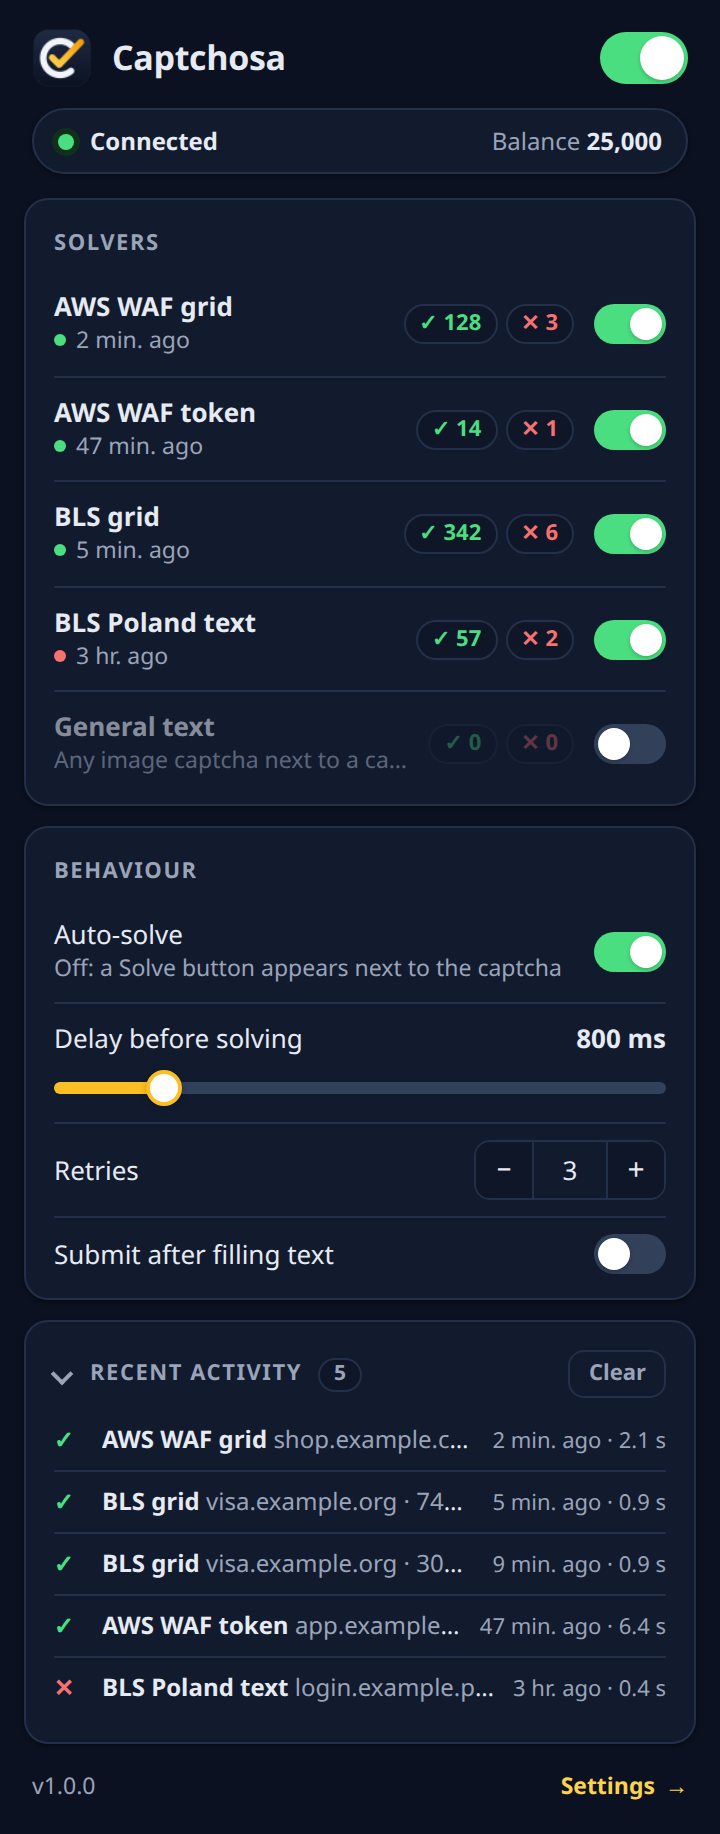 Captchosa
Connected Balance 25,000
SOLVERS
AWS WAF grid ✓ 128 ✕ 3
2 min. ago
AWS WAF token ✓ 14 ✕ 1
47 min. ago
BLS grid ✓ 342 ✕ 6
5 min. ago
BLS Poland text ✓ 57 ✕ 2
3 hr. ago
General text ✓ 0 ✕ 0
Any image captcha next to a ca...
BEHAVIOUR
Auto-solve
Off: a Solve button appears next to the captcha
Delay before solving 800 ms
Retries − 3 +
Submit after filling text
RECENT ACTIVITY 5 Clear
✓ AWS WAF grid shop.example.c... 2 min. ago · 2.1 s
✓ BLS grid visa.example.org · 74... 5 min. ago · 0.9 s
✓ BLS grid visa.example.org · 30... 9 min. ago · 0.9 s
✓ AWS WAF token app.example... 47 min. ago · 6.4 s
✕ BLS Poland text login.example.p... 3 hr. ago · 0.4 s
v1.0.0 Settings →